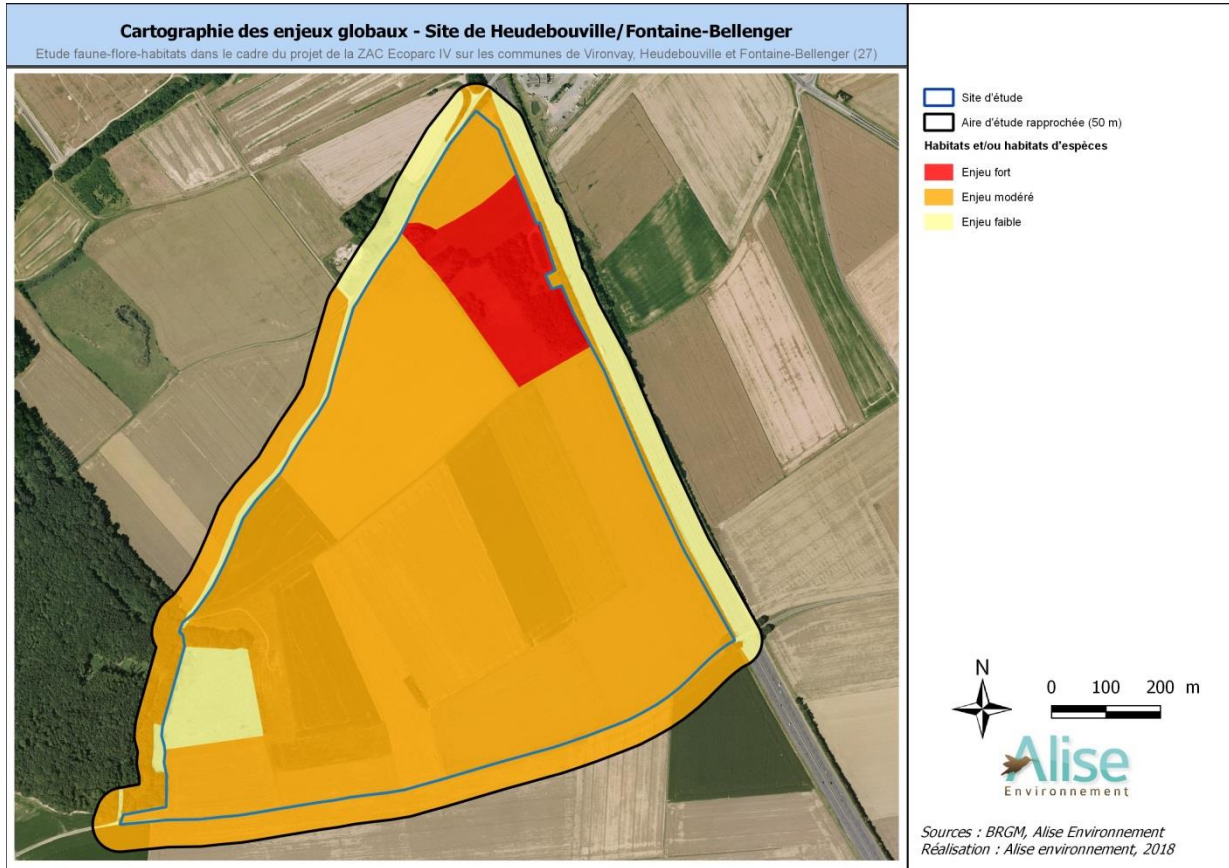 Cartographie des enjeux globaux - Site de Heudebouville/Fontaine-Bellenger
Etude faune-flore-habitats dans le cadre du projet de la ZAC Ecoparc IV sur les communes de Vironvay, Heudebouville et Fontaine-Bellenger (27)
Site d'étude
Aire d'étude rapprochée (50 m)
Habitats et/ou habitats d'espèces
Enjeu fort
Enjeu modéré
Enjeu faible
N
0 100 200 m
Alise
Environnement
Sources : BRGM, Alise Environnement
Réalisation : Alise environnement, 2018